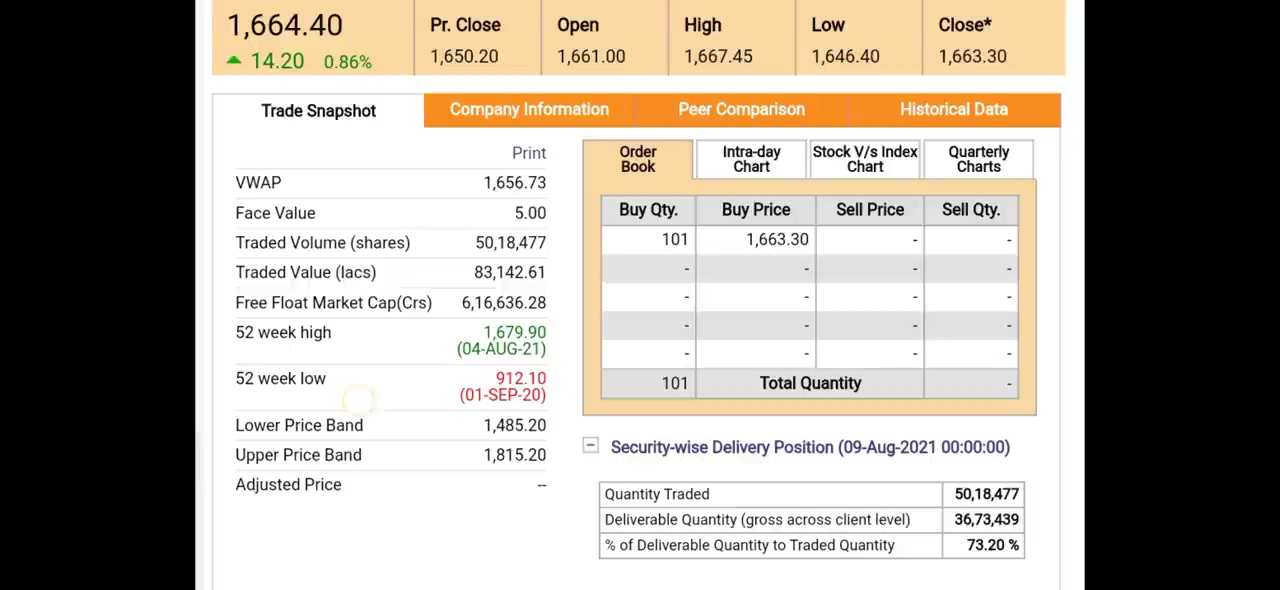 1,664.40
14.20 0.86%
Pr. Close Open High Low Close*
1,650.20 1,661.00 1,667.45 1,646.40 1,663.30
Trade Snapshot Company Information Peer Comparison Historical Data
Print
VWAP 1,656.73
Face Value 5.00
Traded Volume (shares) 50,18,477
Traded Value (lacs) 83,142.61
Free Float Market Cap(Crs) 6,16,636.28
52 week high 1,679.90
(04-AUG-21)
52 week low 912.10
(01-SEP-20)
Lower Price Band 1,485.20
Upper Price Band 1,815.20
Adjusted Price --
Order Book
Intra-day Chart
Stock V/s Index Chart
Quarterly Charts
Buy Qty. Buy Price Sell Price Sell Qty.
101 1,663.30 - -
- - - -
- - - -
- - - -
- - - -
101 Total Quantity -
Security-wise Delivery Position (09-Aug-2021 00:00:00)
Quantity Traded 50,18,477
Deliverable Quantity (gross across client level) 36,73,439
% of Deliverable Quantity to Traded Quantity 73.20 %